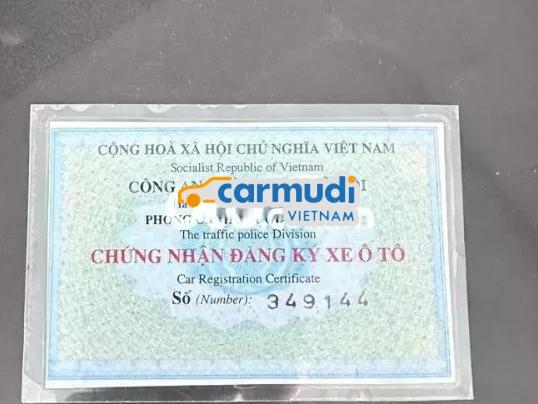 CỘNG HOÀ XÃ HỘI CHỦ NGHĨA VIỆT NAM
Socialist Republic of Vietnam
CÔNG AN
carmudi
VIETNAM
PHÒNG
The traffic police Division
CHỨNG NHẬN ĐĂNG KÝ XE Ô TÔ
Car Registration Certificate
Số (Number): 349144